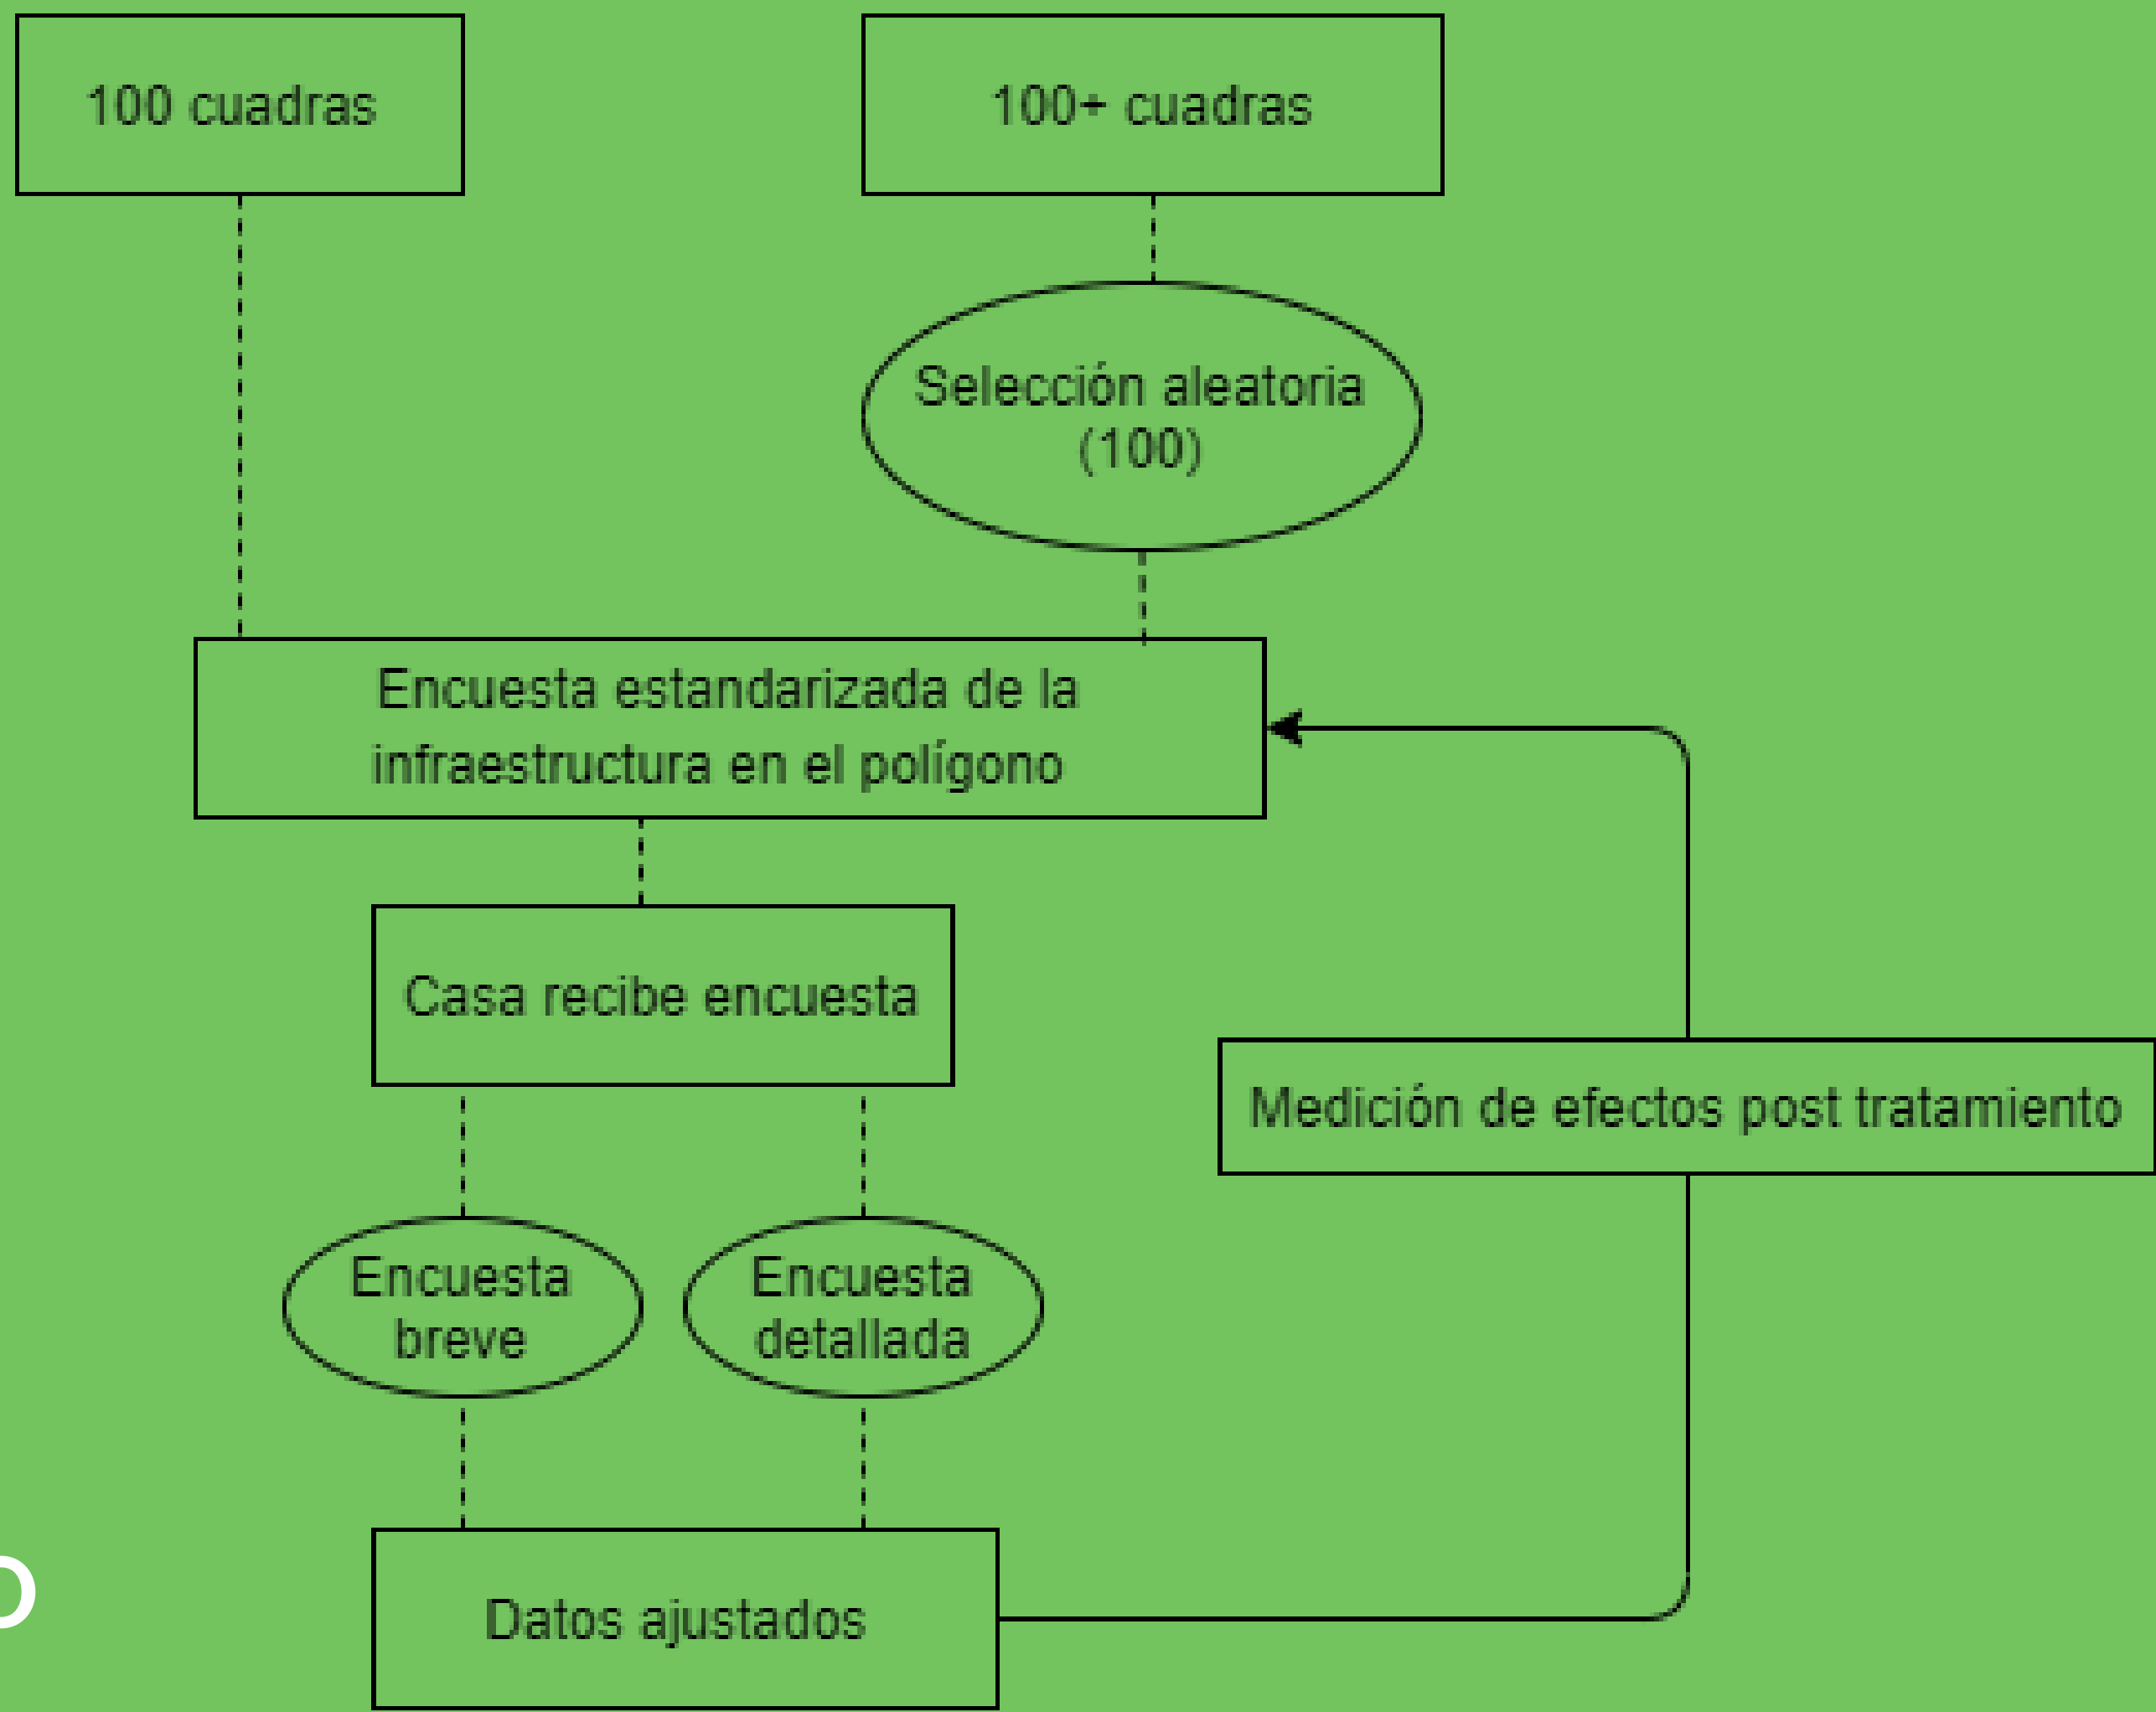 100 cuadras
100+ cuadras
Selección aleatoria
(100)
Encuesta estandarizada de la
infraestructura en el polígono
Casa recibe encuesta
Medición de efectos post tratamiento
Encuesta
breve
Encuesta
detallada
Datos ajustados